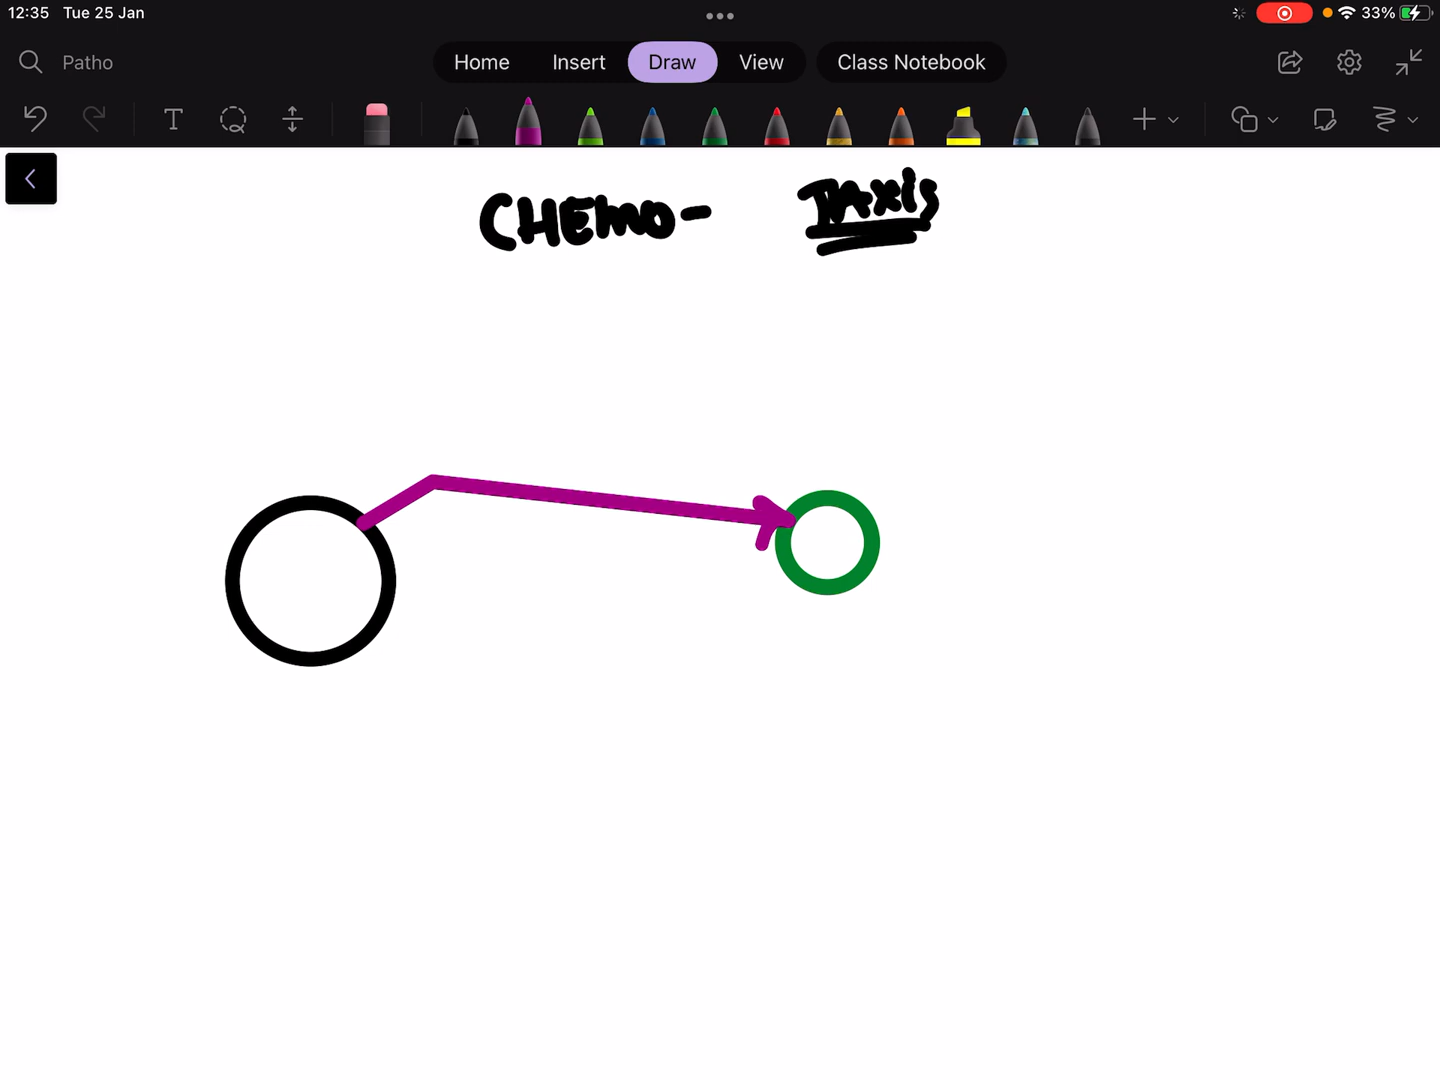 12:35 Tue 25 Jan 33%
Patho Home Insert Draw View Class Notebook
T
CHEMO- TAXIS